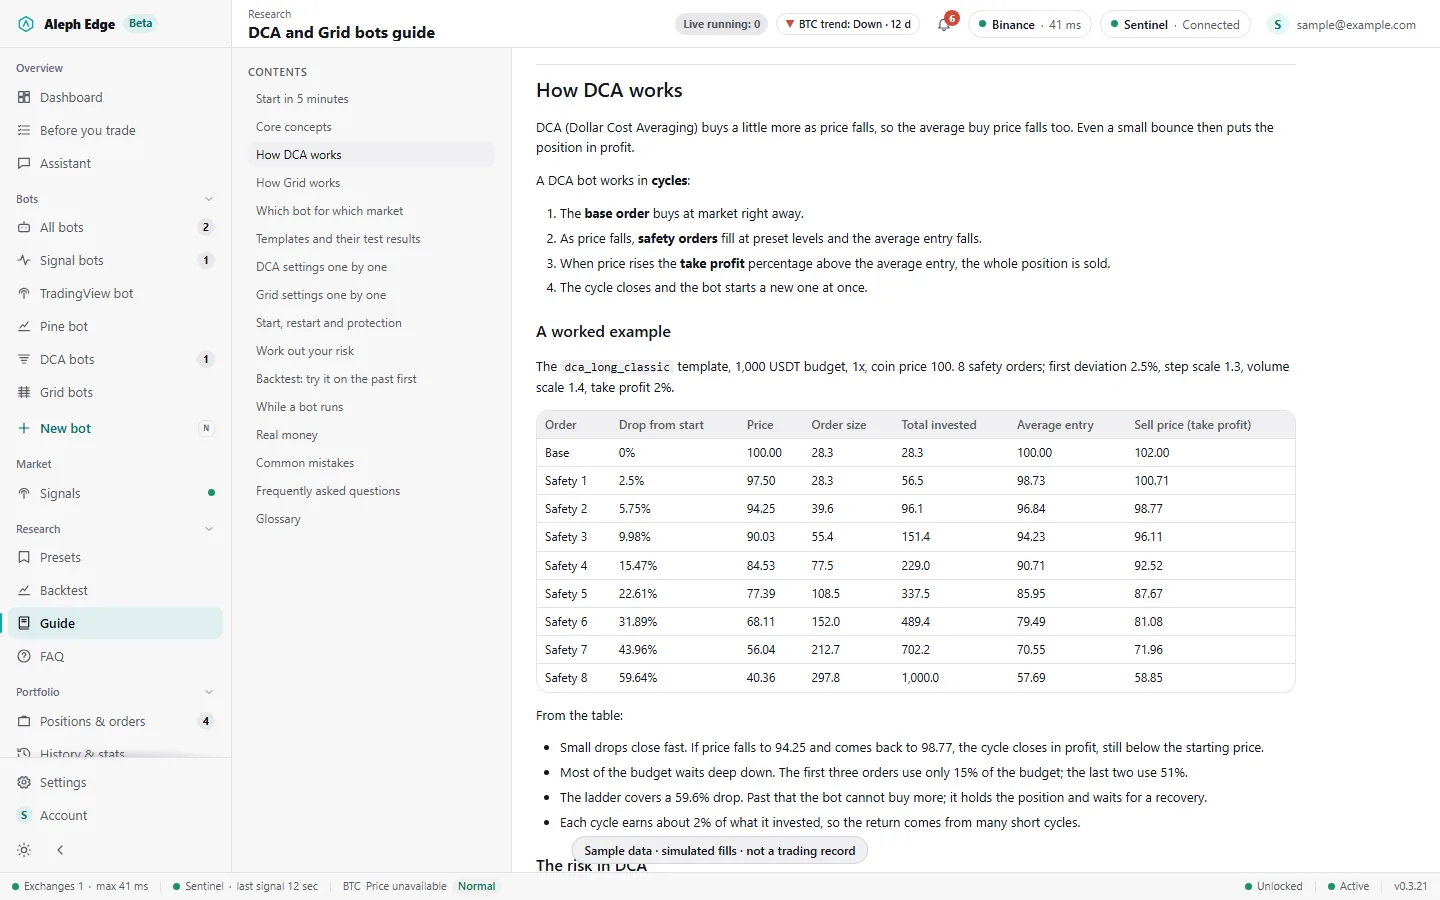 Aleph Edge Beta
Overview
Dashboard
Before you trade
Assistant
Bots
All bots 2
Signal bots 1
TradingView bot
Pine bot
DCA bots 1
Grid bots
New bot N
Market
Signals
Research
Presets
Backtest
Guide
FAQ
Portfolio
Positions & orders 4
History & stats
Settings
S Account
Research
DCA and Grid bots guide
Live running: 0
BTC trend: Down · 12 d
6
Binance · 41 ms
Sentinel · Connected
S sample@example.com
CONTENTS
Start in 5 minutes
Core concepts
How DCA works
How Grid works
Which bot for which market
Templates and their test results
DCA settings one by one
Grid settings one by one
Start, restart and protection
Work out your risk
Backtest: try it on the past first
While a bot runs
Real money
Common mistakes
Frequently asked questions
Glossary
How DCA works
DCA (Dollar Cost Averaging) buys a little more as price falls, so the average buy price falls too. Even a small bounce then puts the
position in profit.
A DCA bot works in cycles:
1. The base order buys at market right away.
2. As price falls, safety orders fill at preset levels and the average entry falls.
3. When price rises the take profit percentage above the average entry, the whole position is sold.
4. The cycle closes and the bot starts a new one at once.
A worked example
The dca_long_classic template, 1,000 USDT budget, 1x, coin price 100. 8 safety orders; first deviation 2.5%, step scale 1.3, volume
scale 1.4, take profit 2%.
Order Drop from start Price Order size Total invested Average entry Sell price (take profit)
Base 0% 100.00 28.3 28.3 100.00 102.00
Safety 1 2.5% 97.50 28.3 56.5 98.73 100.71
Safety 2 5.75% 94.25 39.6 96.1 96.84 98.77
Safety 3 9.98% 90.03 55.4 151.4 94.23 96.11
Safety 4 15.47% 84.53 77.5 229.0 90.71 92.52
Safety 5 22.61% 77.39 108.5 337.5 85.95 87.67
Safety 6 31.89% 68.11 152.0 489.4 79.49 81.08
Safety 7 43.96% 56.04 212.7 702.2 70.55 71.96
Safety 8 59.64% 40.36 297.8 1,000.0 57.69 58.85
From the table:
• Small drops close fast. If price falls to 94.25 and comes back to 98.77, the cycle closes in profit, still below the starting price.
• Most of the budget waits deep down. The first three orders use only 15% of the budget; the last two use 51%.
• The ladder covers a 59.6% drop. Past that the bot cannot buy more; it holds the position and waits for a recovery.
• Each cycle earns about 2% of what it invested, so the return comes from many short cycles.
Sample data · simulated fills · not a trading record
The risk in DCA
Exchanges 1 · max 41 ms
Sentinel · last signal 12 sec
BTC Price unavailable Normal
Unlocked
Active
v0.3.21